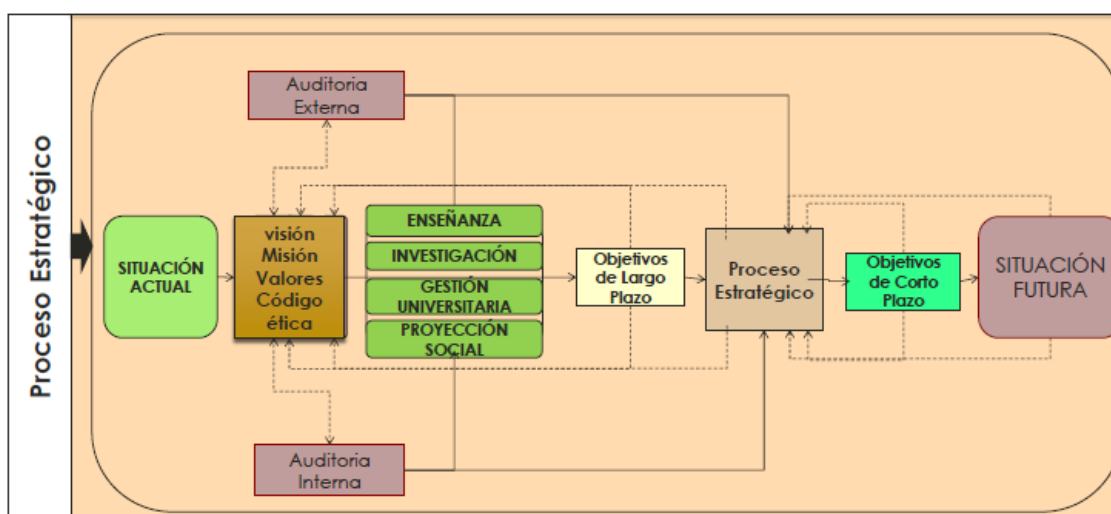 Proceso Estratégico
Auditoria
Externa
SITUACIÓN
ACTUAL
visión
Misión
Valores
Código
ética
ENSEÑANZA
INVESTIGACIÓN
GESTIÓN
UNIVERSITARIA
PROYECCIÓN
SOCIAL
Objetivos
de Largo
Plazo
Proceso
Estratégico
Objetivos
de Corto
Plazo
SITUACIÓN
FUTURA
Auditoria
Interna